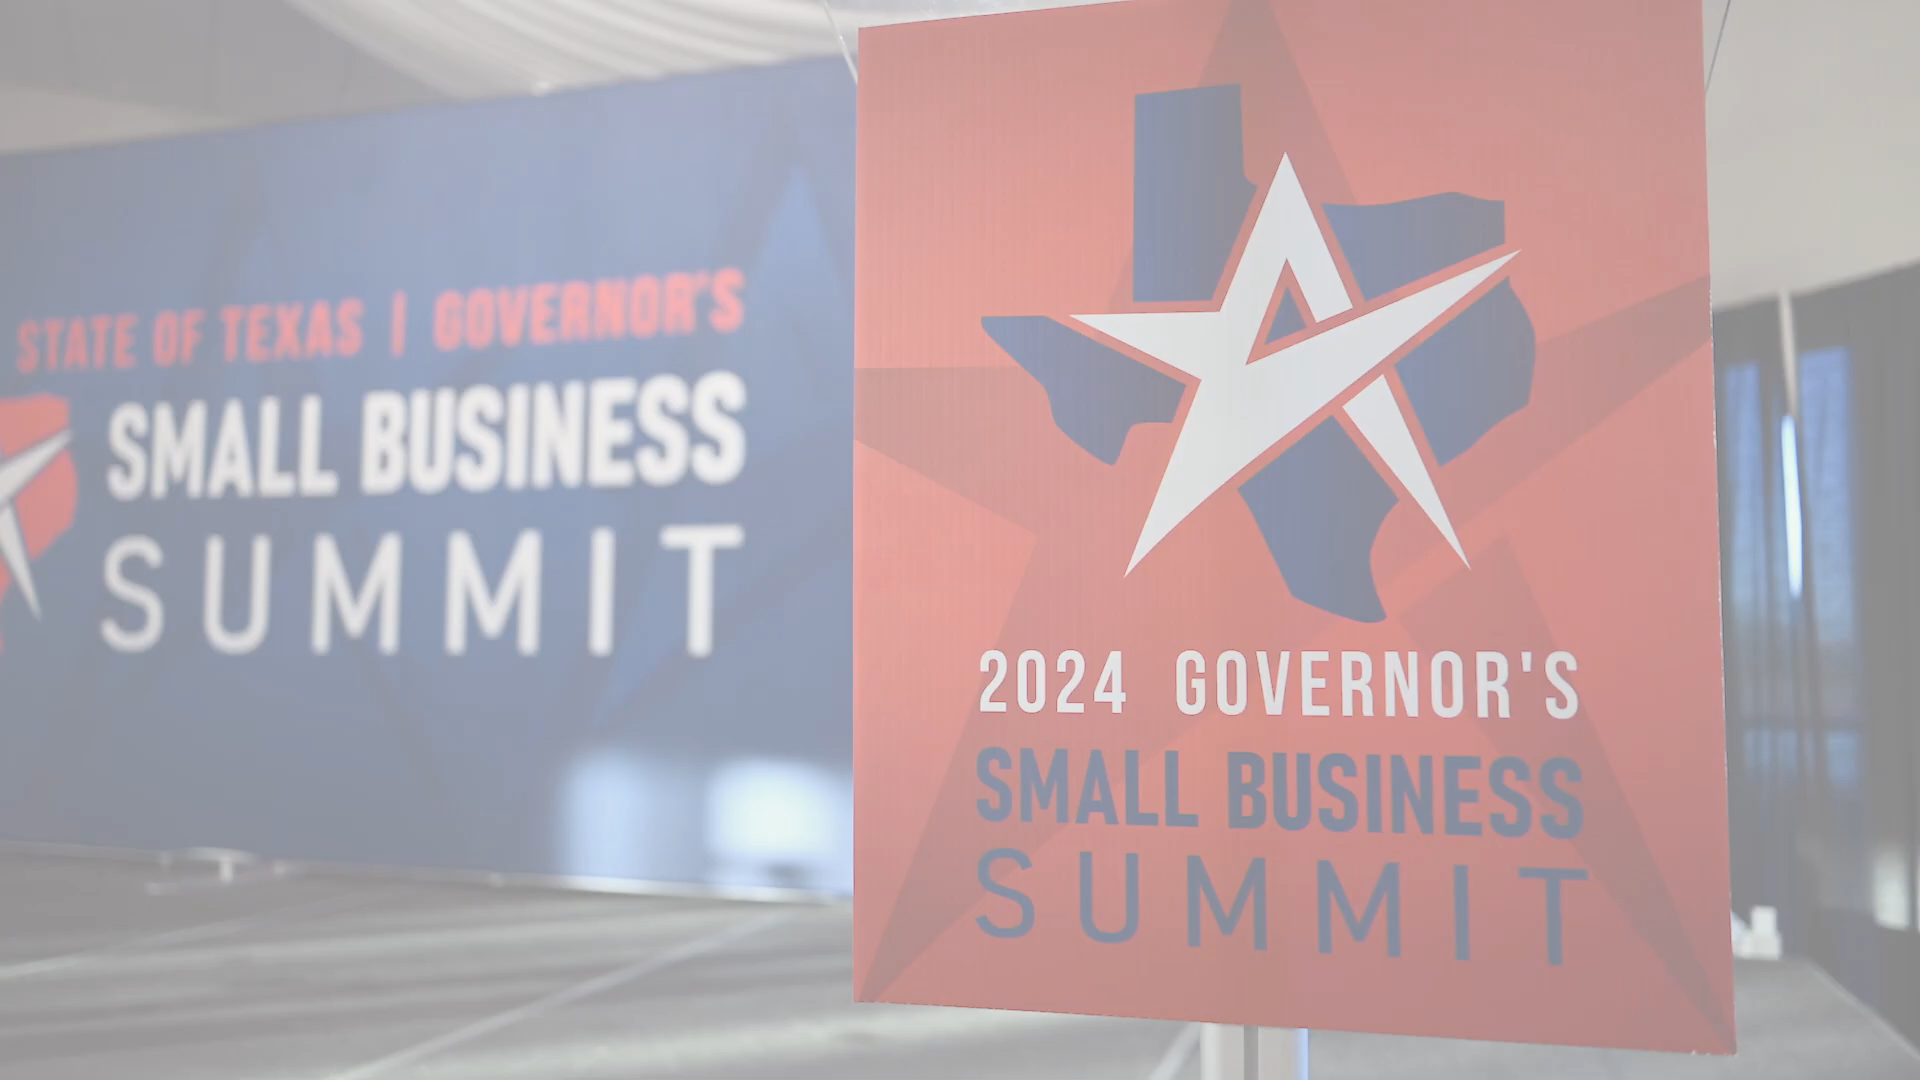 STATE OF TEXAS | GOVERNOR'S
SMALL BUSINESS
SUMMIT
2024 GOVERNOR'S
SMALL BUSINESS
SUMMIT